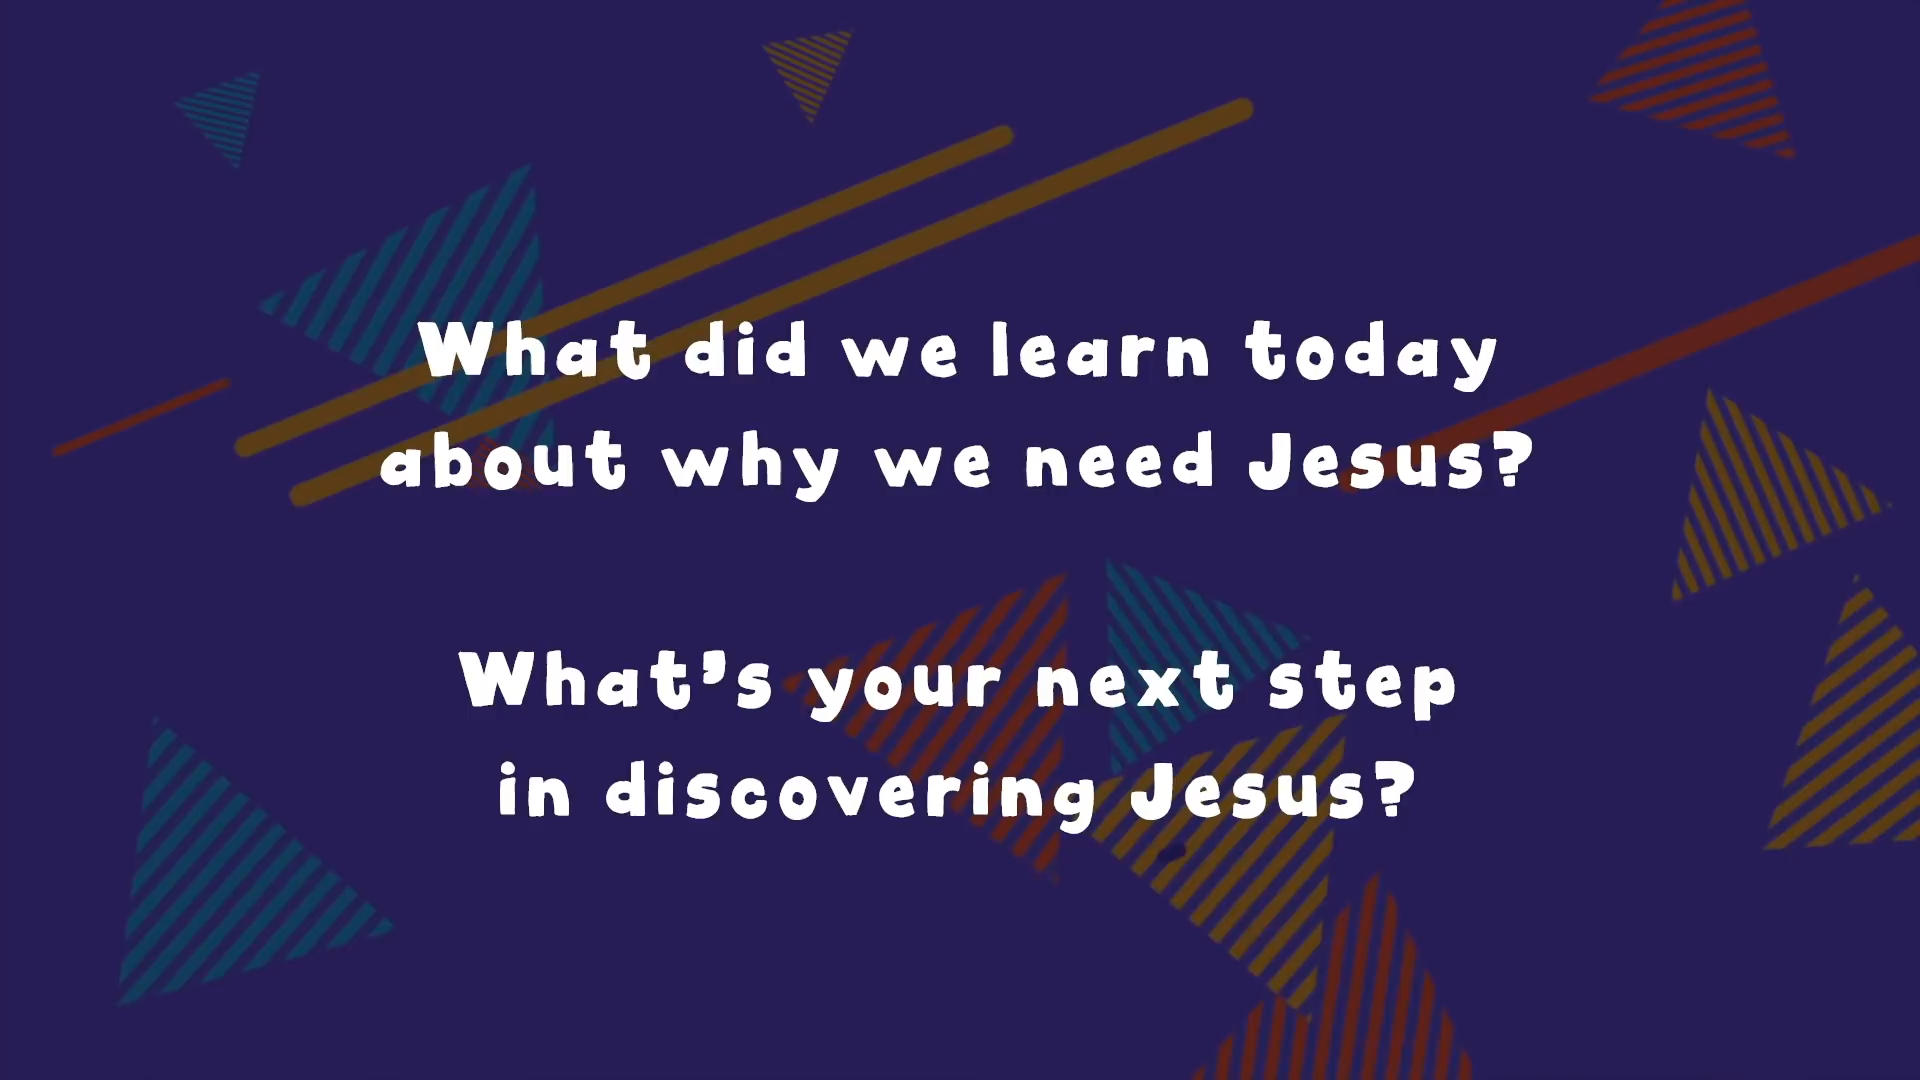 What did we learn today
about why we need Jesus?
What's your next step
in discovering Jesus?